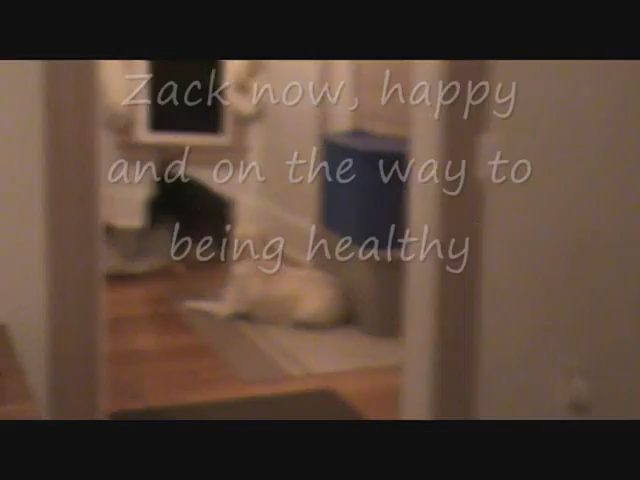 Zack now, happy
and on the way to
being healthy